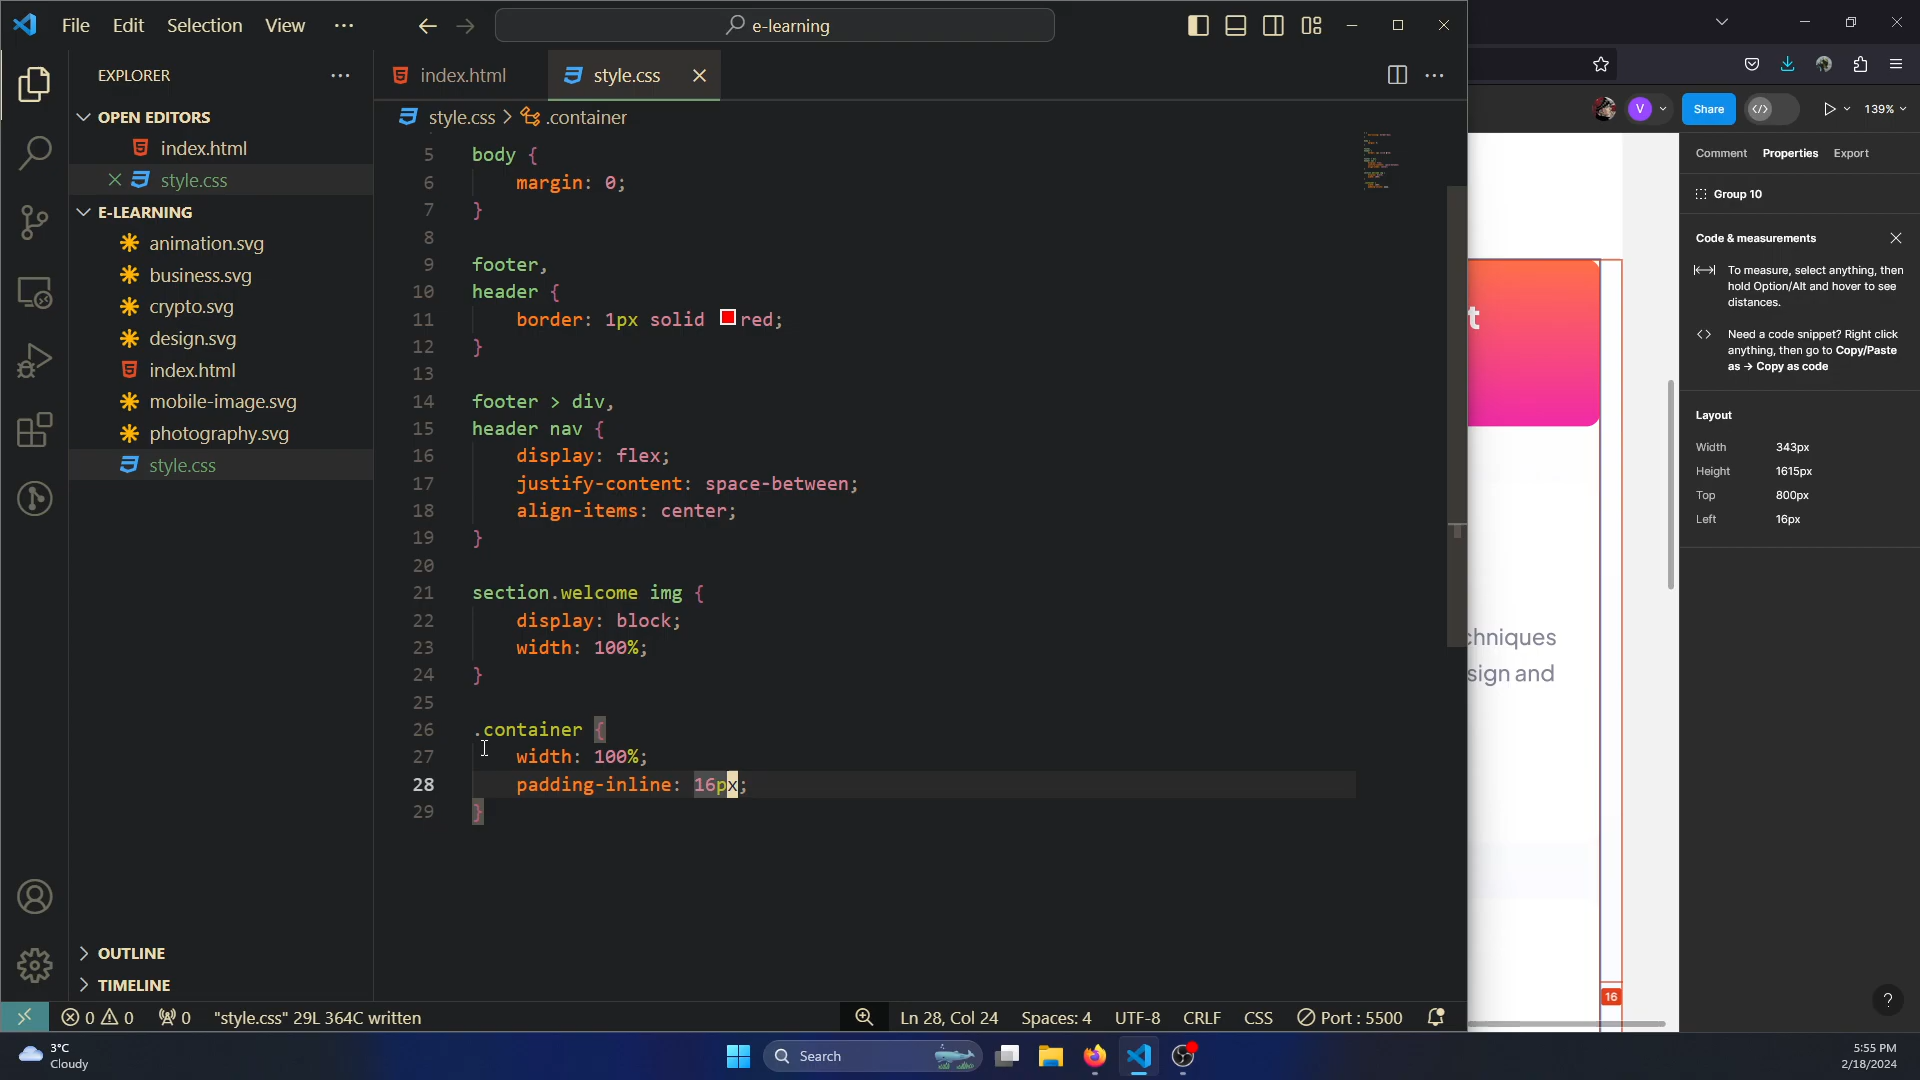 File Edit Selection View ···
e-learning
EXPLORER
OPEN EDITORS
index.html
style.css
E-LEARNING
animation.svg
business.svg
crypto.svg
design.svg
index.html
mobile-image.svg
photography.svg
style.css
OUTLINE
TIMELINE
index.html
style.css
style.css > .container
5 body {
6 margin: 0;
7 }
8
9 footer,
10 header {
11 border: 1px solid red;
12 }
13
14 footer > div,
15 header nav {
16 display: flex;
17 justify-content: space-between;
18 align-items: center;
19 }
20
21 section.welcome img {
22 display: block;
23 width: 100%;
24 }
25
26 .container {
27 width: 100%;
28 padding-inline: 16px;
29 }
0 0 0 "style.css" 29L 364C written
Ln 28, Col 24 Spaces: 4 UTF-8 CRLF CSS Port : 5500
V Share 139%
Comment Properties Export
Group 10
Code & measurements
To measure, select anything, then
hold Option/Alt and hover to see
distances.
Need a code snippet? Right click
anything, then go to Copy/Paste
as → Copy as code
Layout
Width 343px
Height 1615px
Top 800px
Left 16px
t
chniques
sign and
16
?
3°C
Cloudy
Search
5:55 PM
2/18/2024